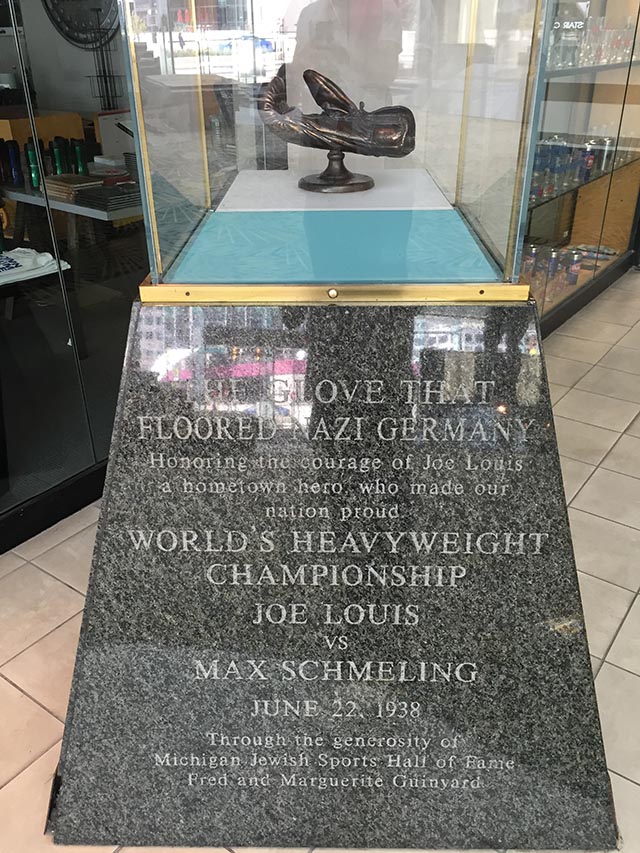 STAR C
THE GLOVE THAT
FLOORED NAZI GERMANY
Honoring the courage of Joe Louis
a hometown hero, who made our
nation proud
WORLD'S HEAVYWEIGHT
CHAMPIONSHIP
JOE LOUIS
VS
MAX SCHMELING
JUNE 22, 1938
Through the generosity of
Michigan Jewish Sports Hall of Fame
Fred and Marguerite Guinyard